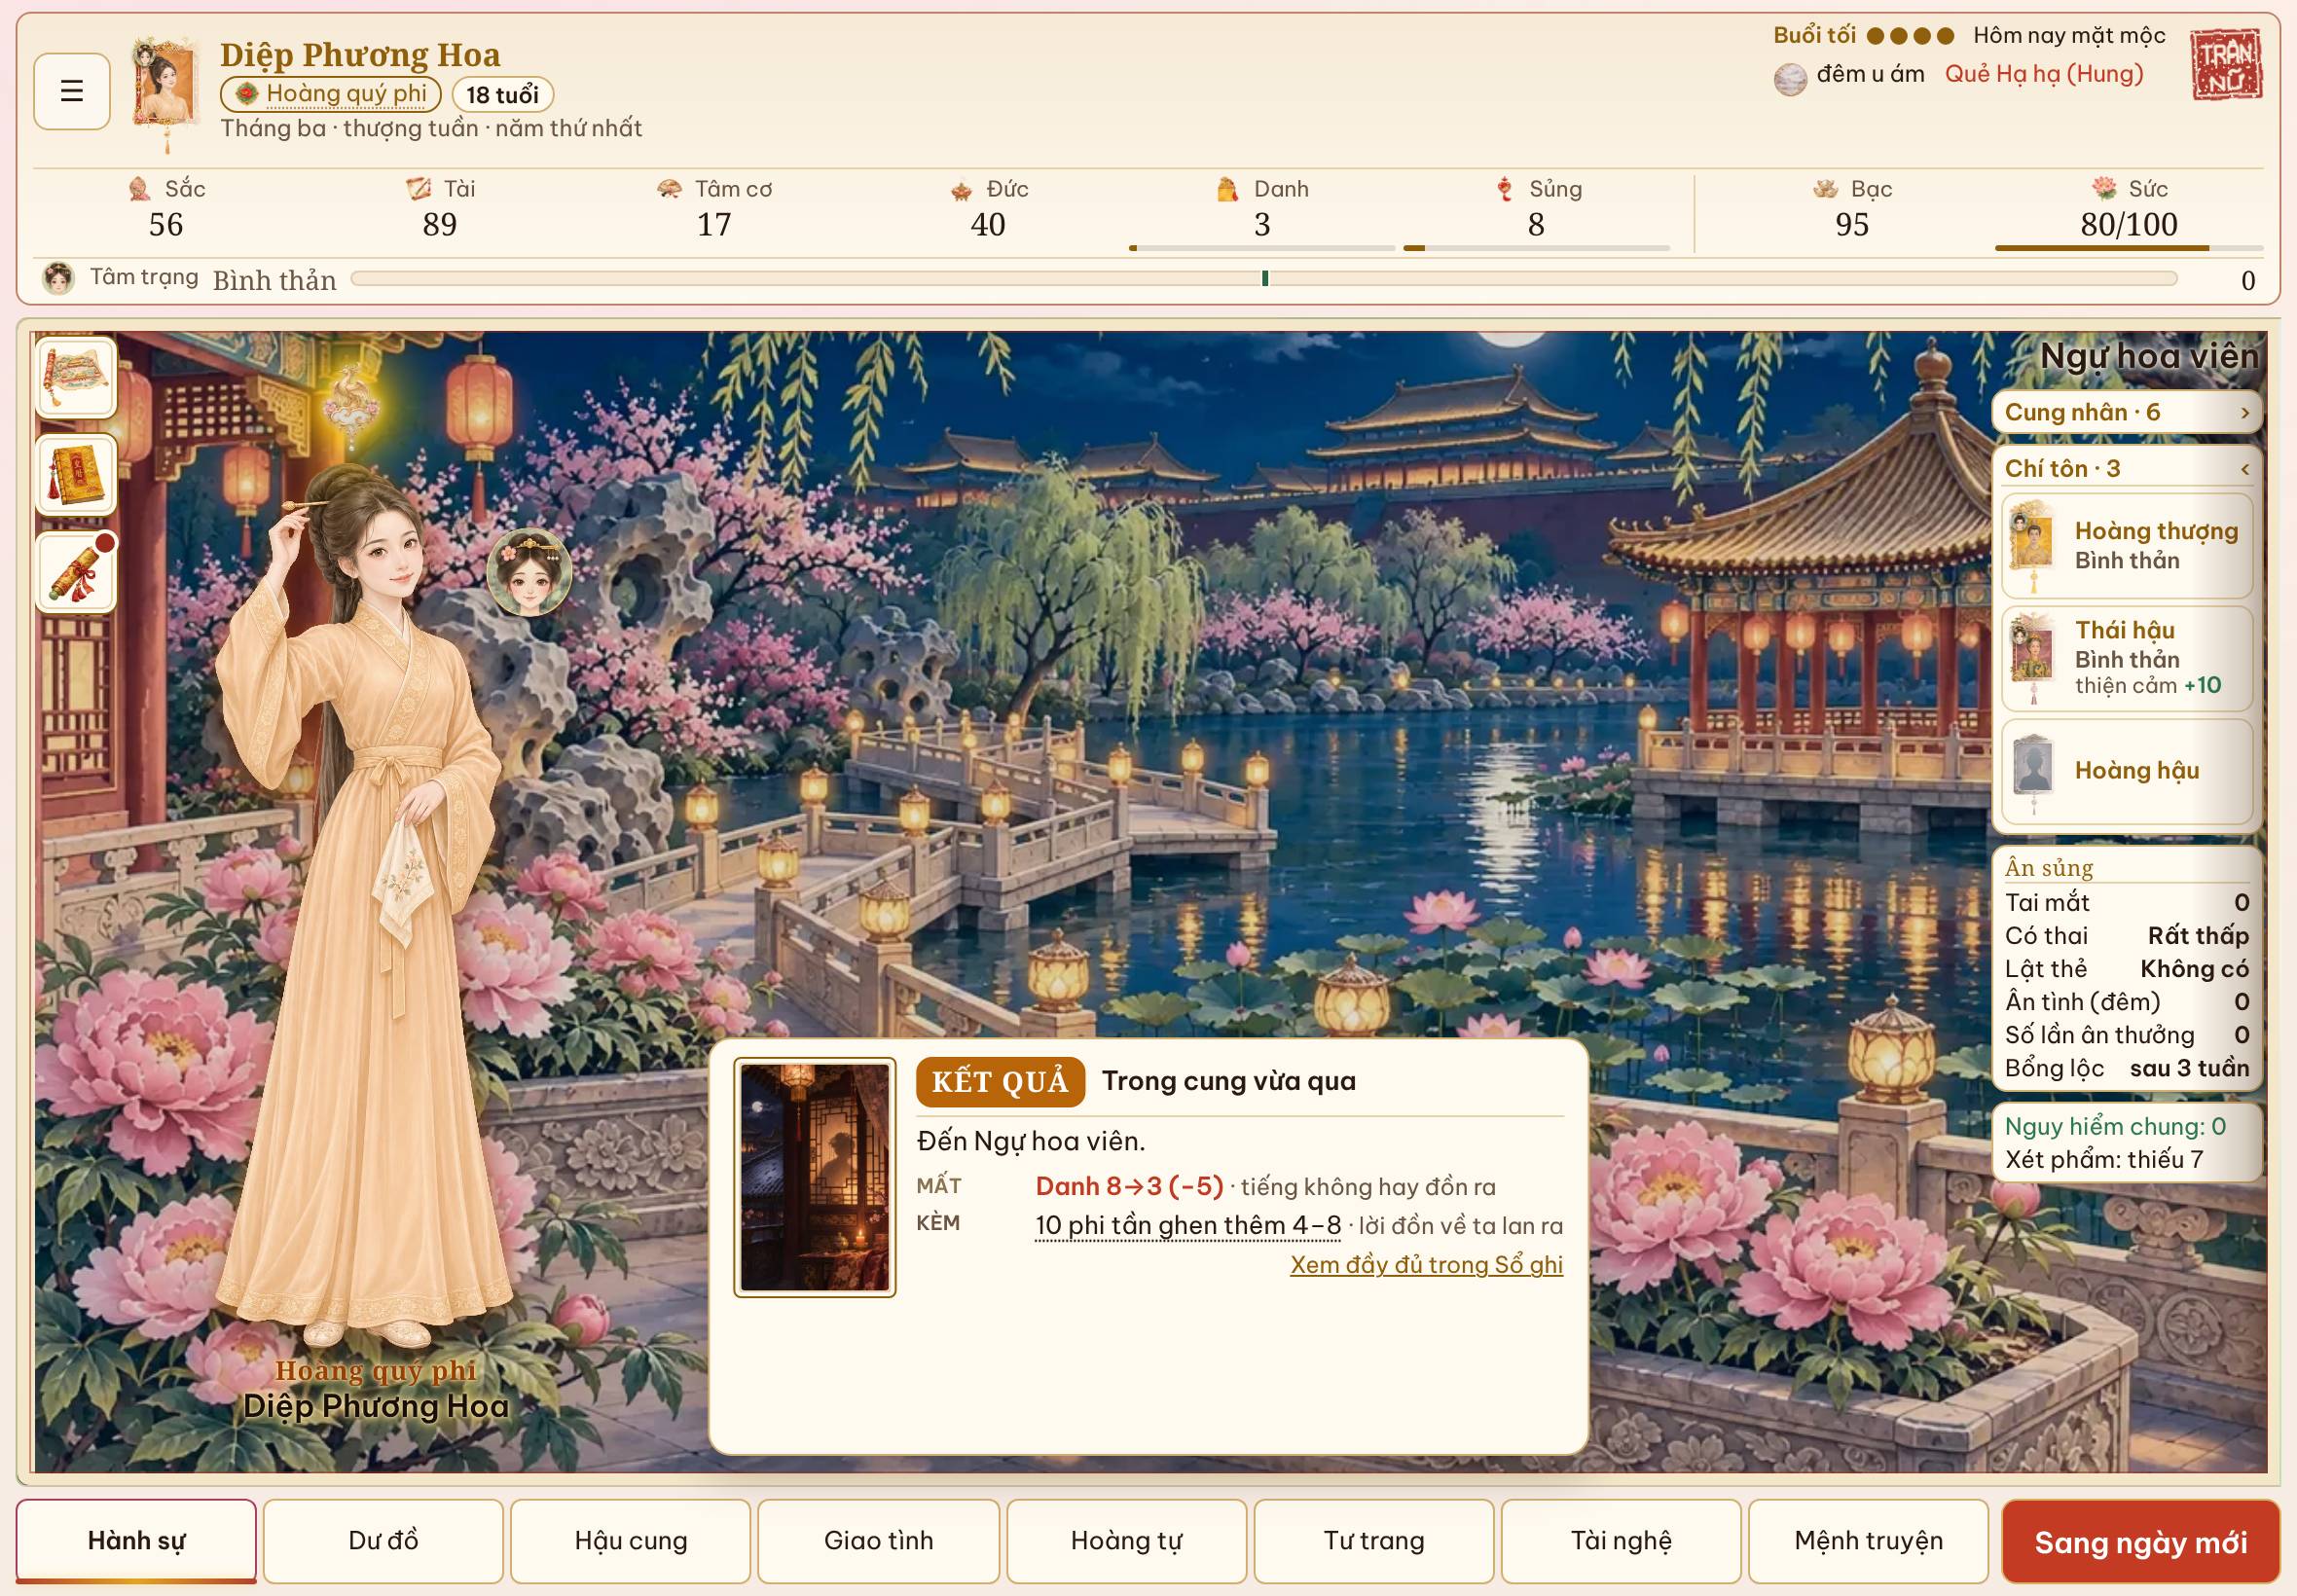 Diệp Phương Hoa
Hoàng quý phi
18 tuổi
Tháng ba · thượng tuần · năm thứ nhất
Buổi tối
Hôm nay mặt mộc
đêm u ám
Quẻ Hạ hạ (Hung)
TRÂN NỮ
Sắc
56
Tài
89
Tâm cơ
17
Đức
40
Danh
3
Sủng
8
Bạc
95
Sức
80/100
Tâm trạng Bình thản
0
Ngự hoa viên
Cung nhân · 6 ›
Chí tôn · 3 ‹
Hoàng thượng
Bình thản
Thái hậu
Bình thản
thiện cảm +10
Hoàng hậu
Ân sủng
Tai mắt 0
Có thai Rất thấp
Lật thẻ Không có
Ân tình (đêm) 0
Số lần ân thưởng 0
Bổng lộc sau 3 tuần
Nguy hiểm chung: 0
Xét phẩm: thiếu 7
KẾT QUẢ Trong cung vừa qua
Đến Ngự hoa viên.
MẤT Danh 8→3 (−5) · tiếng không hay đồn ra
KÈM 10 phi tần ghen thêm 4–8 · lời đồn về ta lan ra
Xem đầy đủ trong Sổ ghi
Hoàng quý phi
Diệp Phương Hoa
Hành sự
Dư đồ
Hậu cung
Giao tình
Hoàng tự
Tư trang
Tài nghệ
Mệnh truyện
Sang ngày mới